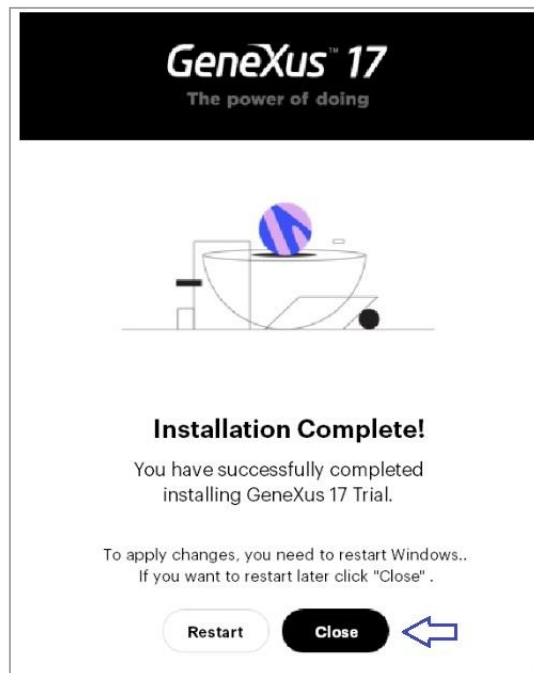 GeneXus™ 17
The power of doing
Installation Complete!
You have successfully completed
installing GeneXus 17 Trial.
To apply changes, you need to restart Windows..
If you want to restart later click "Close" .
Restart
Close